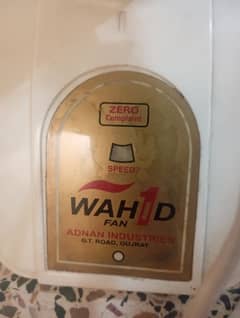 ZERO
Complaint
SPEED?
WAH1D
FAN
ADNAN INDUSTRIES
G.T. ROAD, GUJRAT